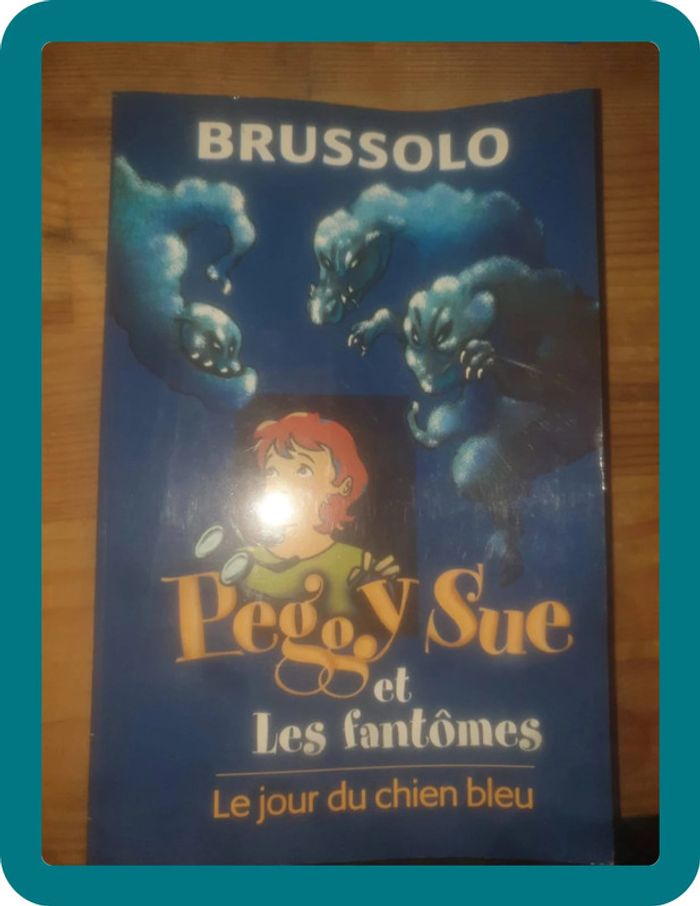 BRUSSOLO
Peggy Sue
et
Les fantômes
Le jour du chien bleu